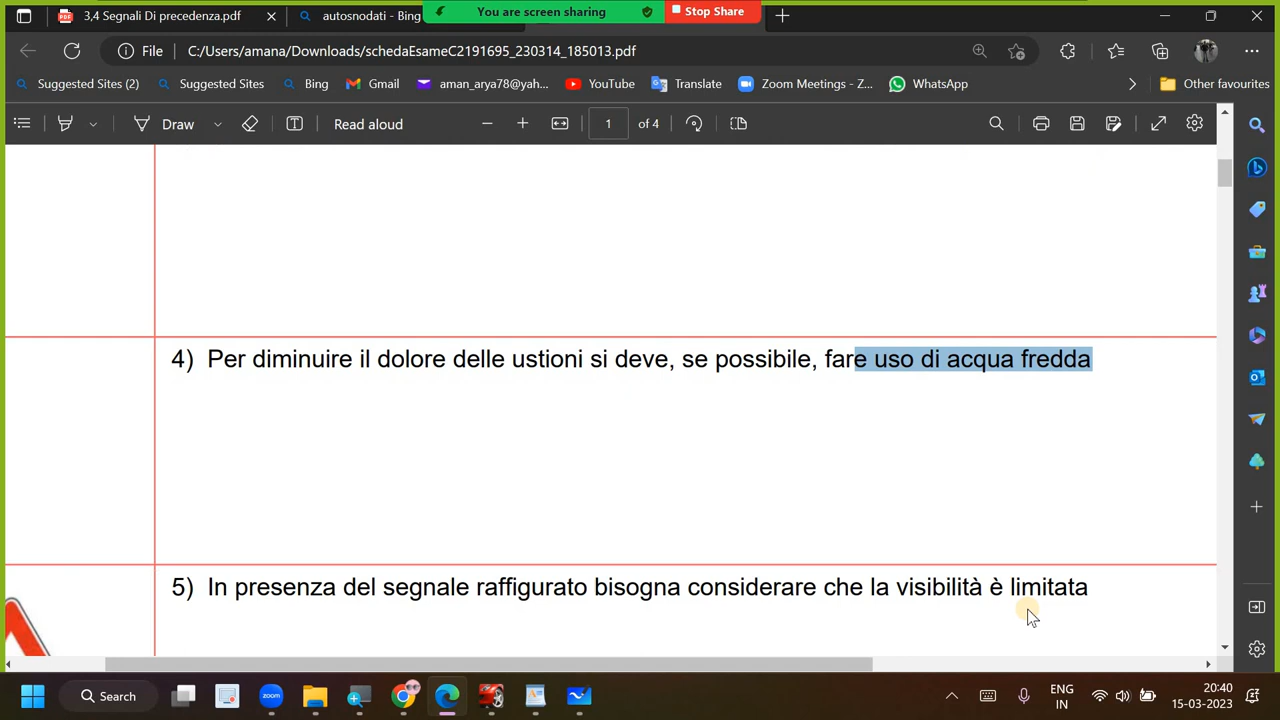 3,4 Segnali Di precedenza.pdf
autosnodati - Bing
You are screen sharing
Stop Share
File
C:/Users/amana/Downloads/schedaEsameC2191695_230314_185013.pdf
Suggested Sites (2)
Suggested Sites
Bing
Gmail
aman_arya78@yah...
YouTube
Translate
Zoom Meetings - Z...
WhatsApp
Other favourites
Draw
Read aloud
1 of 4
4) Per diminuire il dolore delle ustioni si deve, se possibile, fare uso di acqua fredda
5) In presenza del segnale raffigurato bisogna considerare che la visibilità è limitata
Search
zoom
ENG
IN
20:40
15-03-2023